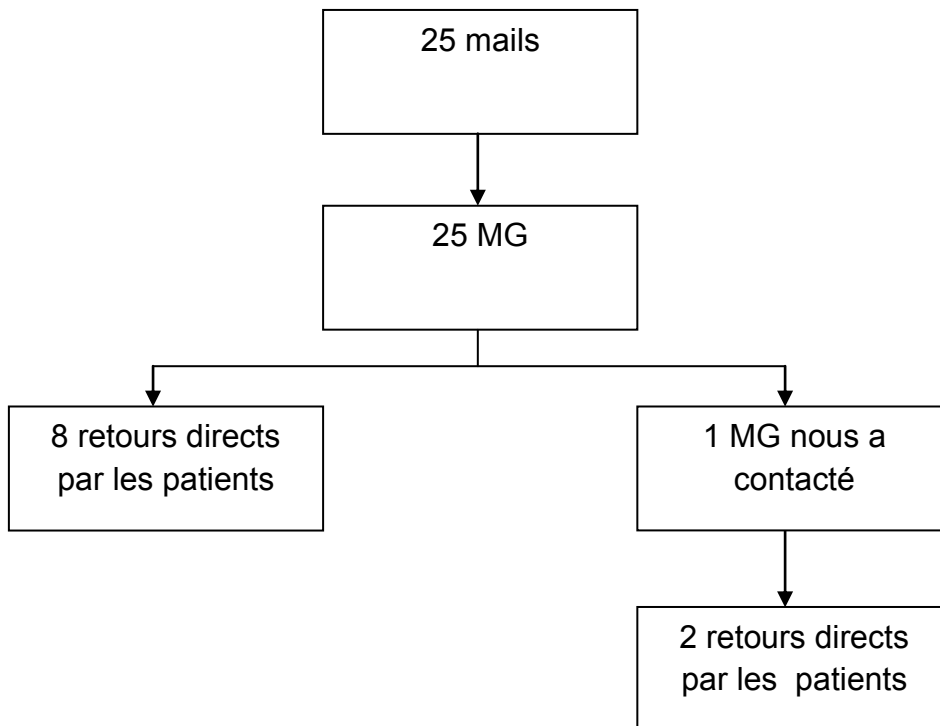 25 mails
25 MG
8 retours directs
par les patients
1 MG nous a
contacté
2 retours directs
par les patients